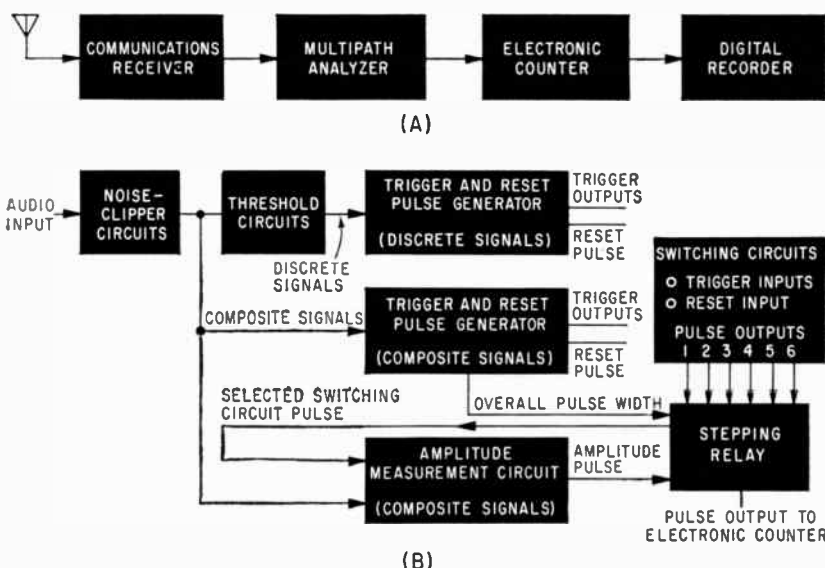 COMMUNICATIONS
RECEIVER
MULTIPATH
ANALYZER
ELECTRONIC
COUNTER
DIGITAL
RECORDER
(A)
AUDIO
INPUT
NOISE-
CLIPPER
CIRCUITS
THRESHOLD
CIRCUITS
DISCRETE
SIGNALS
TRIGGER AND RESET
PULSE GENERATOR
(DISCRETE SIGNALS)
TRIGGER
OUTPUTS
RESET
PULSE
COMPOSITE SIGNALS
TRIGGER AND RESET
PULSE GENERATOR
(COMPOSITE SIGNALS)
TRIGGER
OUTPUTS
RESET
PULSE
SWITCHING CIRCUITS
TRIGGER INPUTS
RESET INPUT
PULSE OUTPUTS
1 2 3 4 5 6
OVERALL PULSE WIDTH
SELECTED SWITCHING
CIRCUIT PULSE
AMPLITUDE
MEASUREMENT CIRCUIT
(COMPOSITE SIGNALS)
AMPLITUDE
PULSE
STEPPING
RELAY
PULSE OUTPUT TO
ELECTRONIC COUNTER
(B)